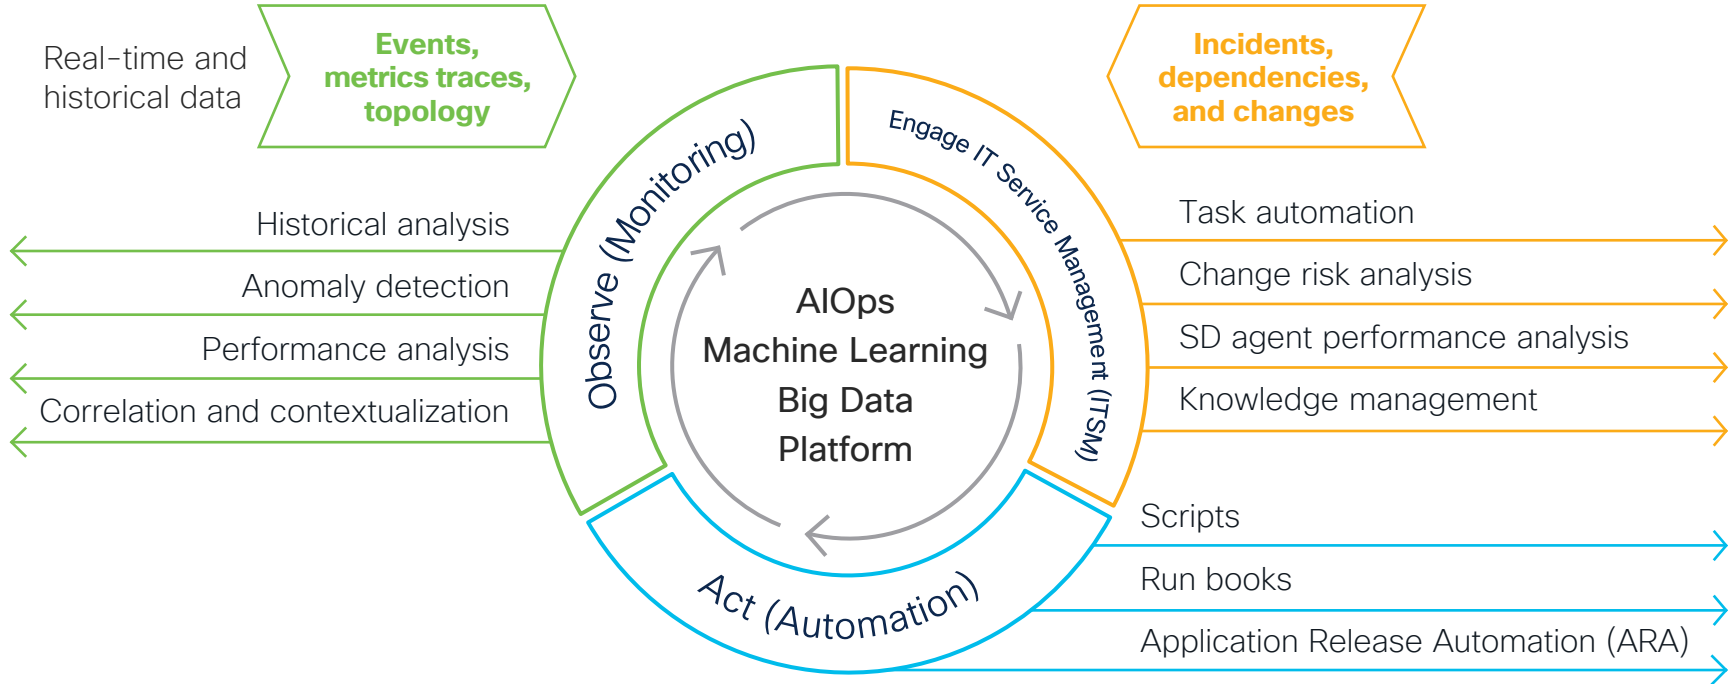 Real-time and
historical data
Events,
metrics traces,
topology
Incidents,
dependencies,
and changes
Observe (Monitoring)
Engage IT Service Management (ITSM)
Act (Automation)
AIOps
Machine Learning
Big Data
Platform
Historical analysis
Anomaly detection
Performance analysis
Correlation and contextualization
Task automation
Change risk analysis
SD agent performance analysis
Knowledge management
Scripts
Run books
Application Release Automation (ARA)